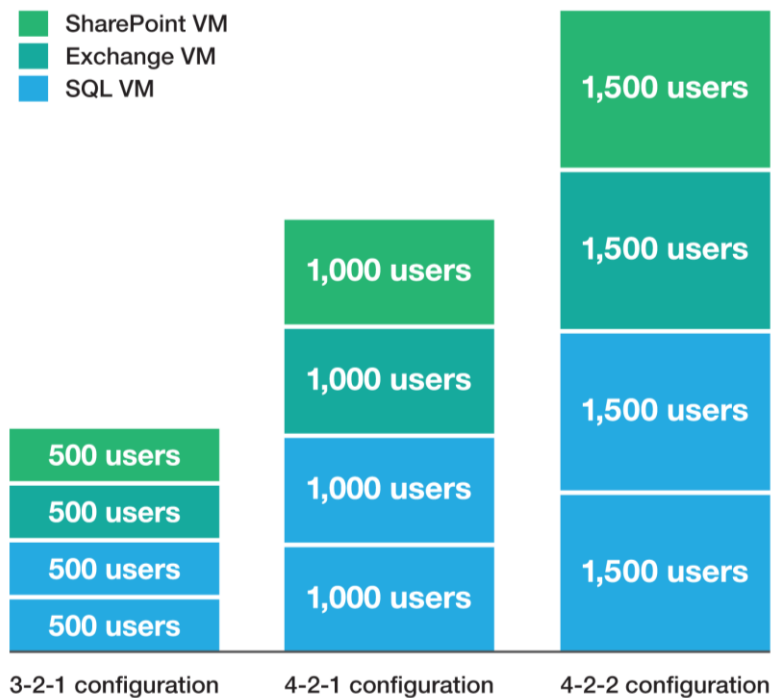 SharePoint VM
Exchange VM
SQL VM
500 users
500 users
500 users
500 users
3-2-1 configuration
1,000 users
1,000 users
1,000 users
1,000 users
4-2-1 configuration
1,500 users
1,500 users
1,500 users
1,500 users
4-2-2 configuration